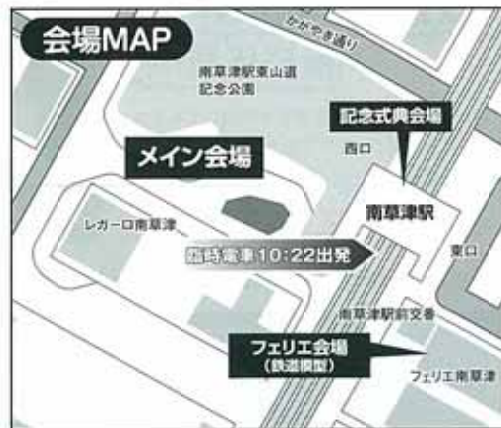 会場MAP
かがやき通り
南草津駅東山道
記念公園
記念式典会場
メイン会場
西口
レガーロ南草津
南草津駅
臨時電車10:22出発
東口
南草津駅前交番
フェリエ会場
(鉄道模型)
フェリエ南草津